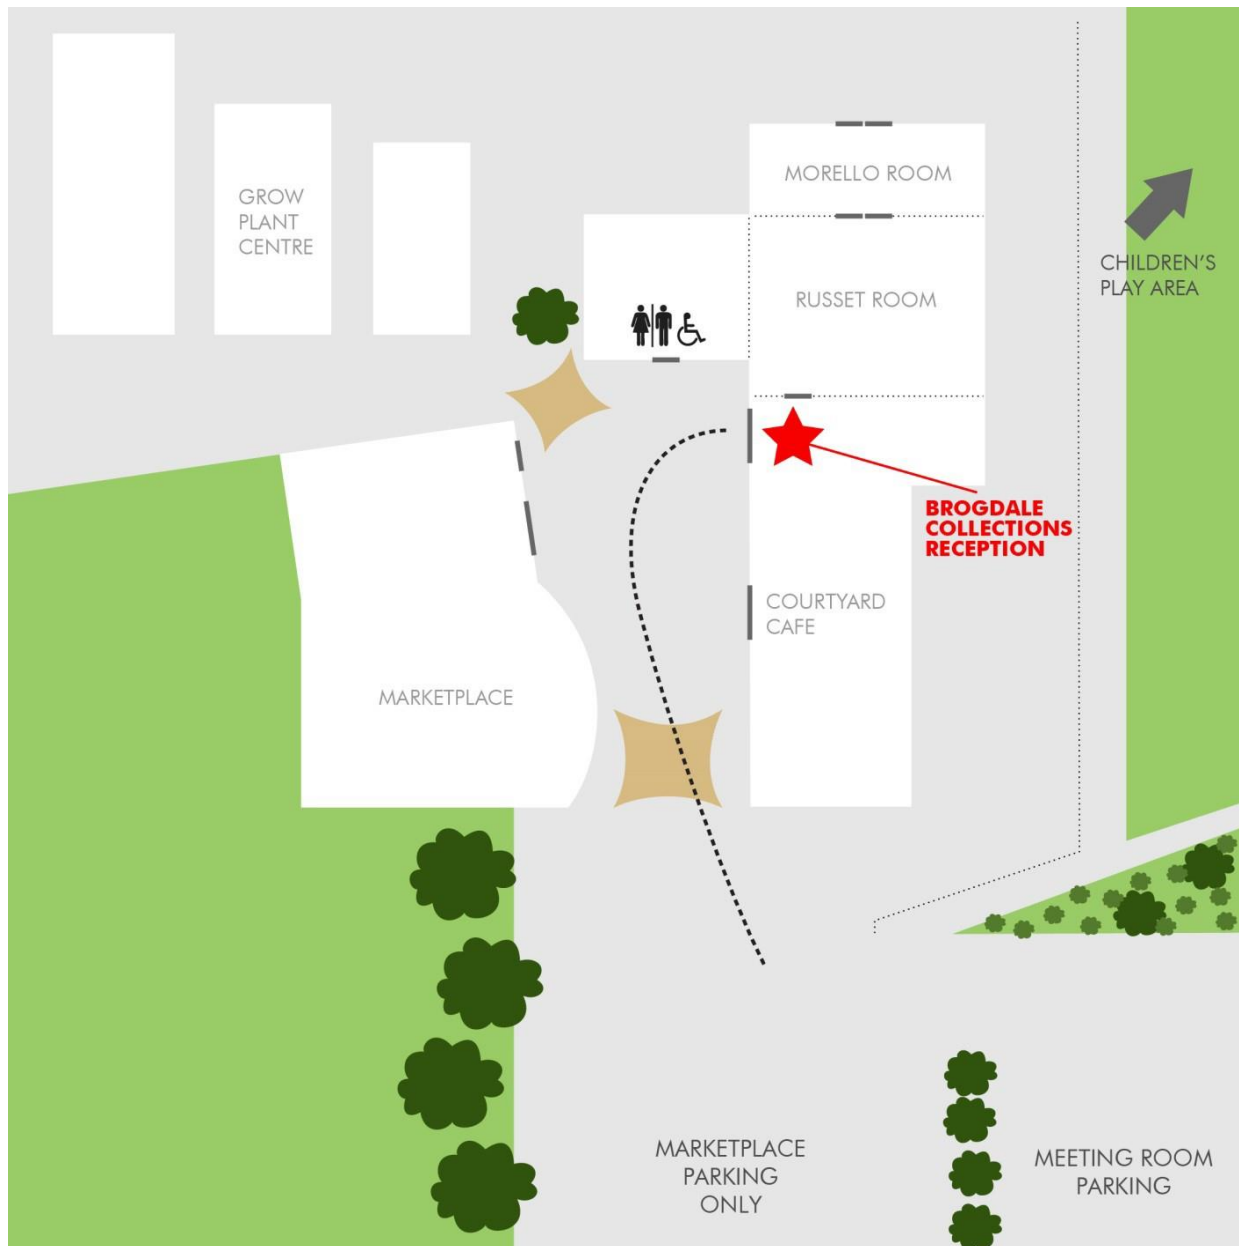 GROW
PLANT
CENTRE
MORELLO ROOM
RUSSET ROOM
CHILDREN'S
PLAY AREA
BROGDALE
COLLECTIONS
RECEPTION
COURTYARD
CAFE
MARKETPLACE
MARKETPLACE
PARKING
ONLY
MEETING ROOM
PARKING